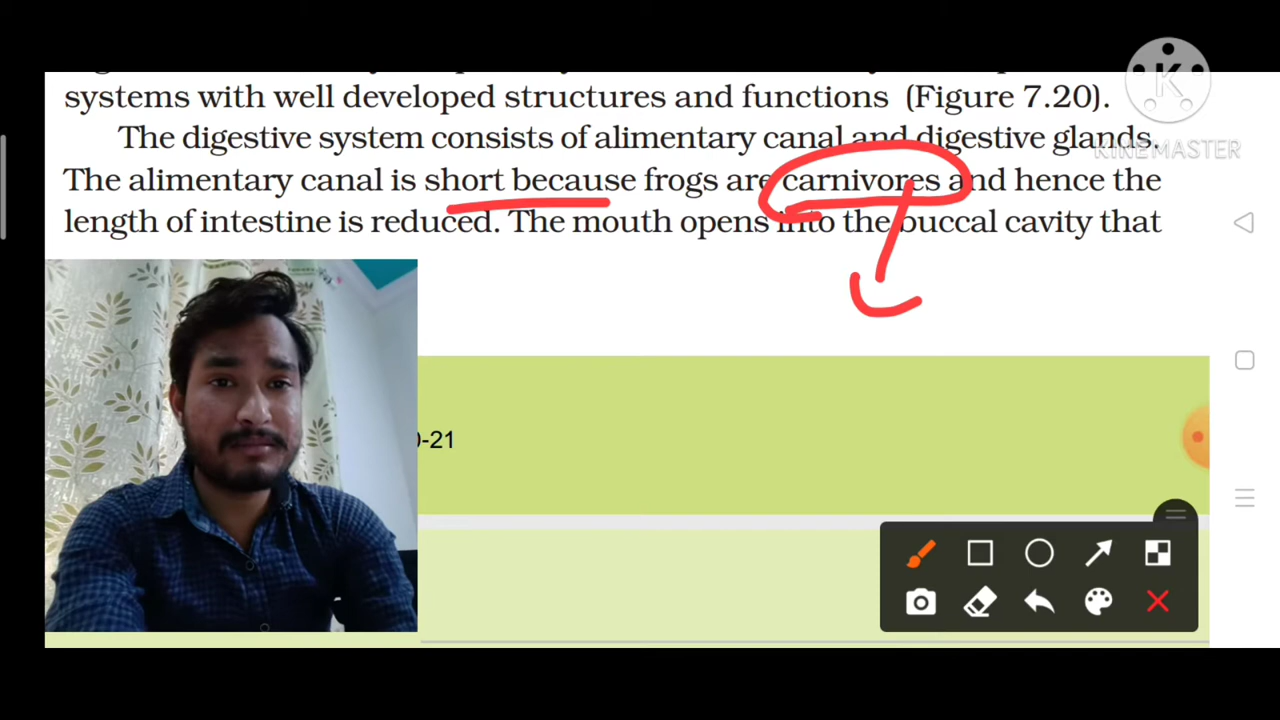 systems with well developed structures and functions (Figure 7.20).
The digestive system consists of alimentary canal and digestive glands.
KINEMASTER
The alimentary canal is short because frogs are carnivores and hence the
length of intestine is reduced. The mouth opens into the buccal cavity that
-21